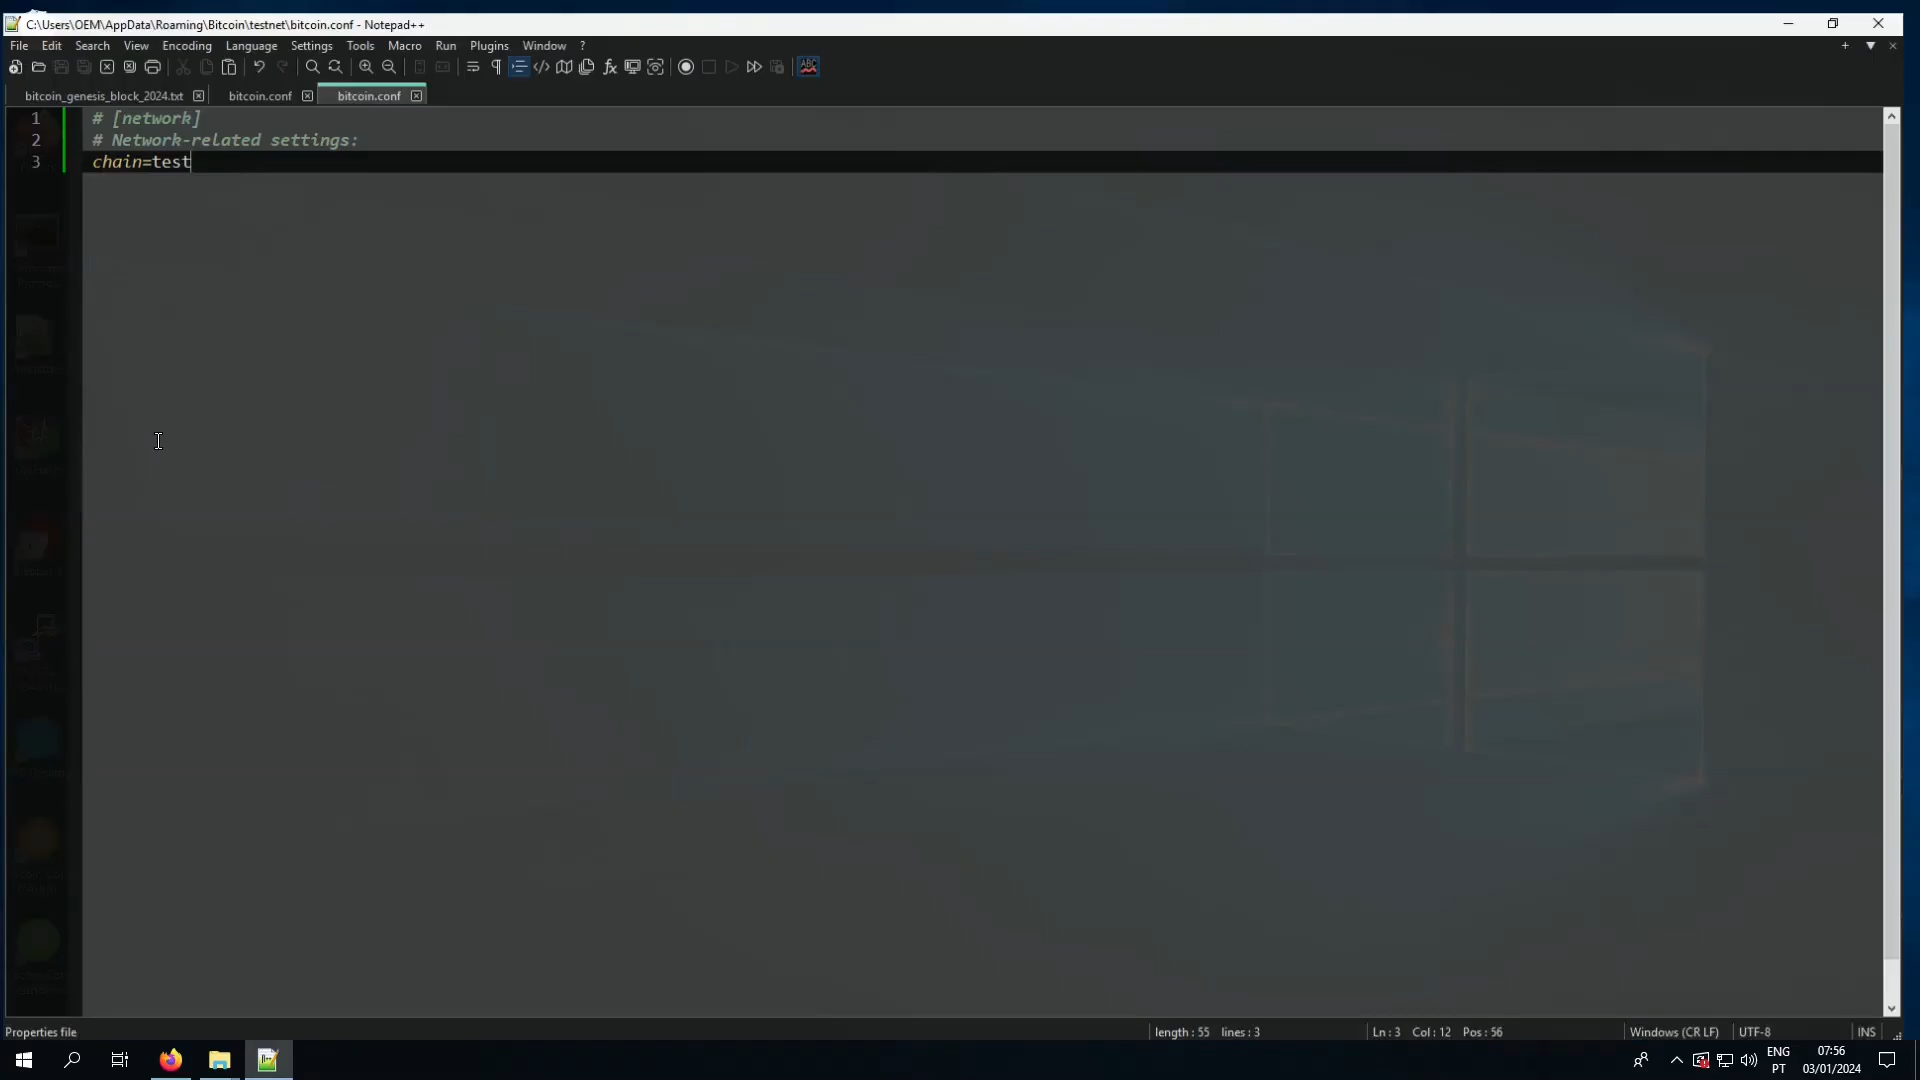 C:\Users\OEM\AppData\Roaming\Bitcoin\testnet\bitcoin.conf - Notepad++
File Edit Search View Encoding Language Settings Tools Macro Run Plugins Window ?
bitcoin_genesis_block_2024.txt bitcoin.conf bitcoin.conf
1 # [network]
2 # Network-related settings:
3 chain=test
Properties file length : 55 lines : 3 Ln : 3 Col : 12 Pos : 56 Windows (CR LF) UTF-8 INS
ENG 07:56
PT 03/01/2024